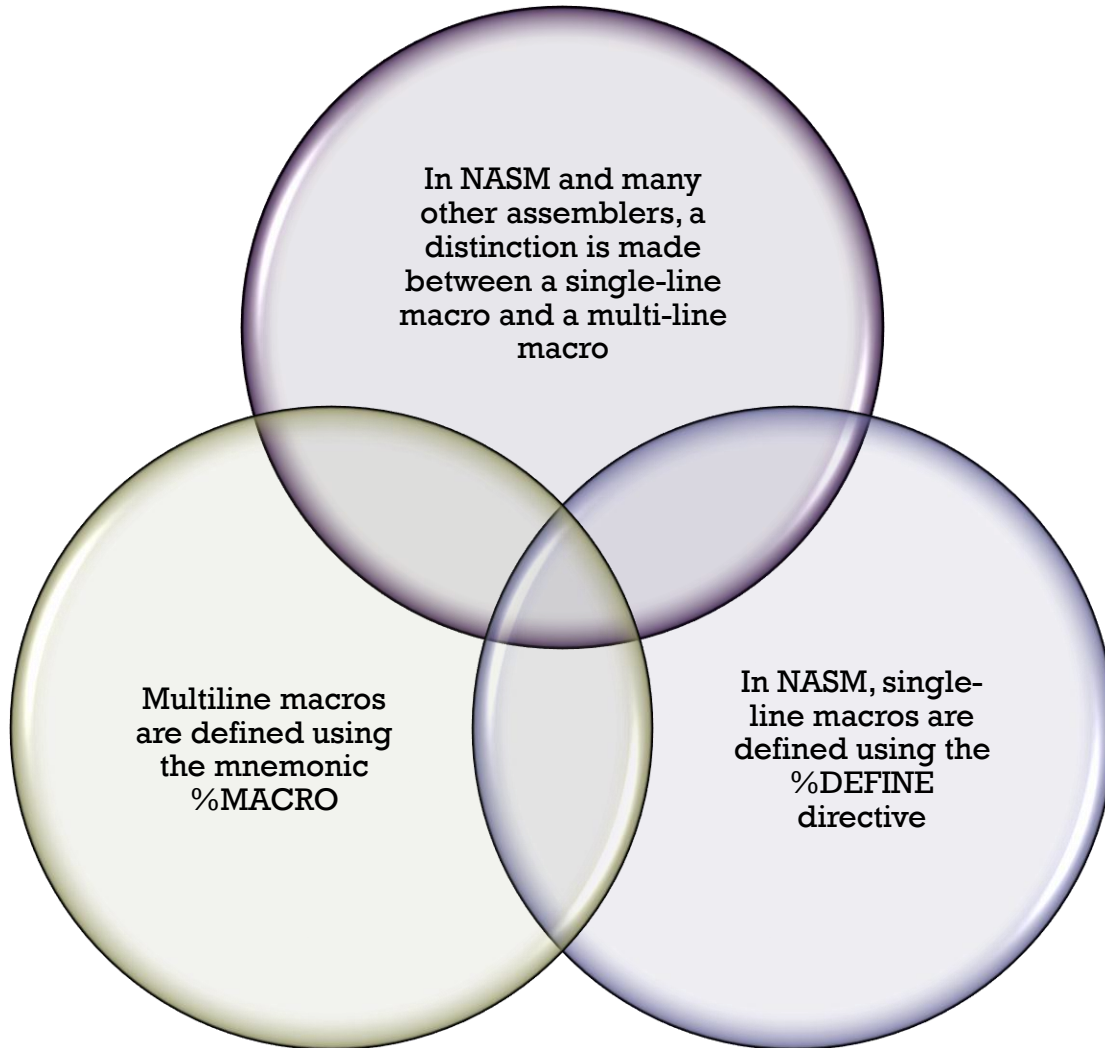 In NASM and many
other assemblers, a
distinction is made
between a single-line
macro and a multi-line
macro
Multiline macros
are defined using
the mnemonic
%MACRO
In NASM, single-
line macros are
defined using the
%DEFINE
directive